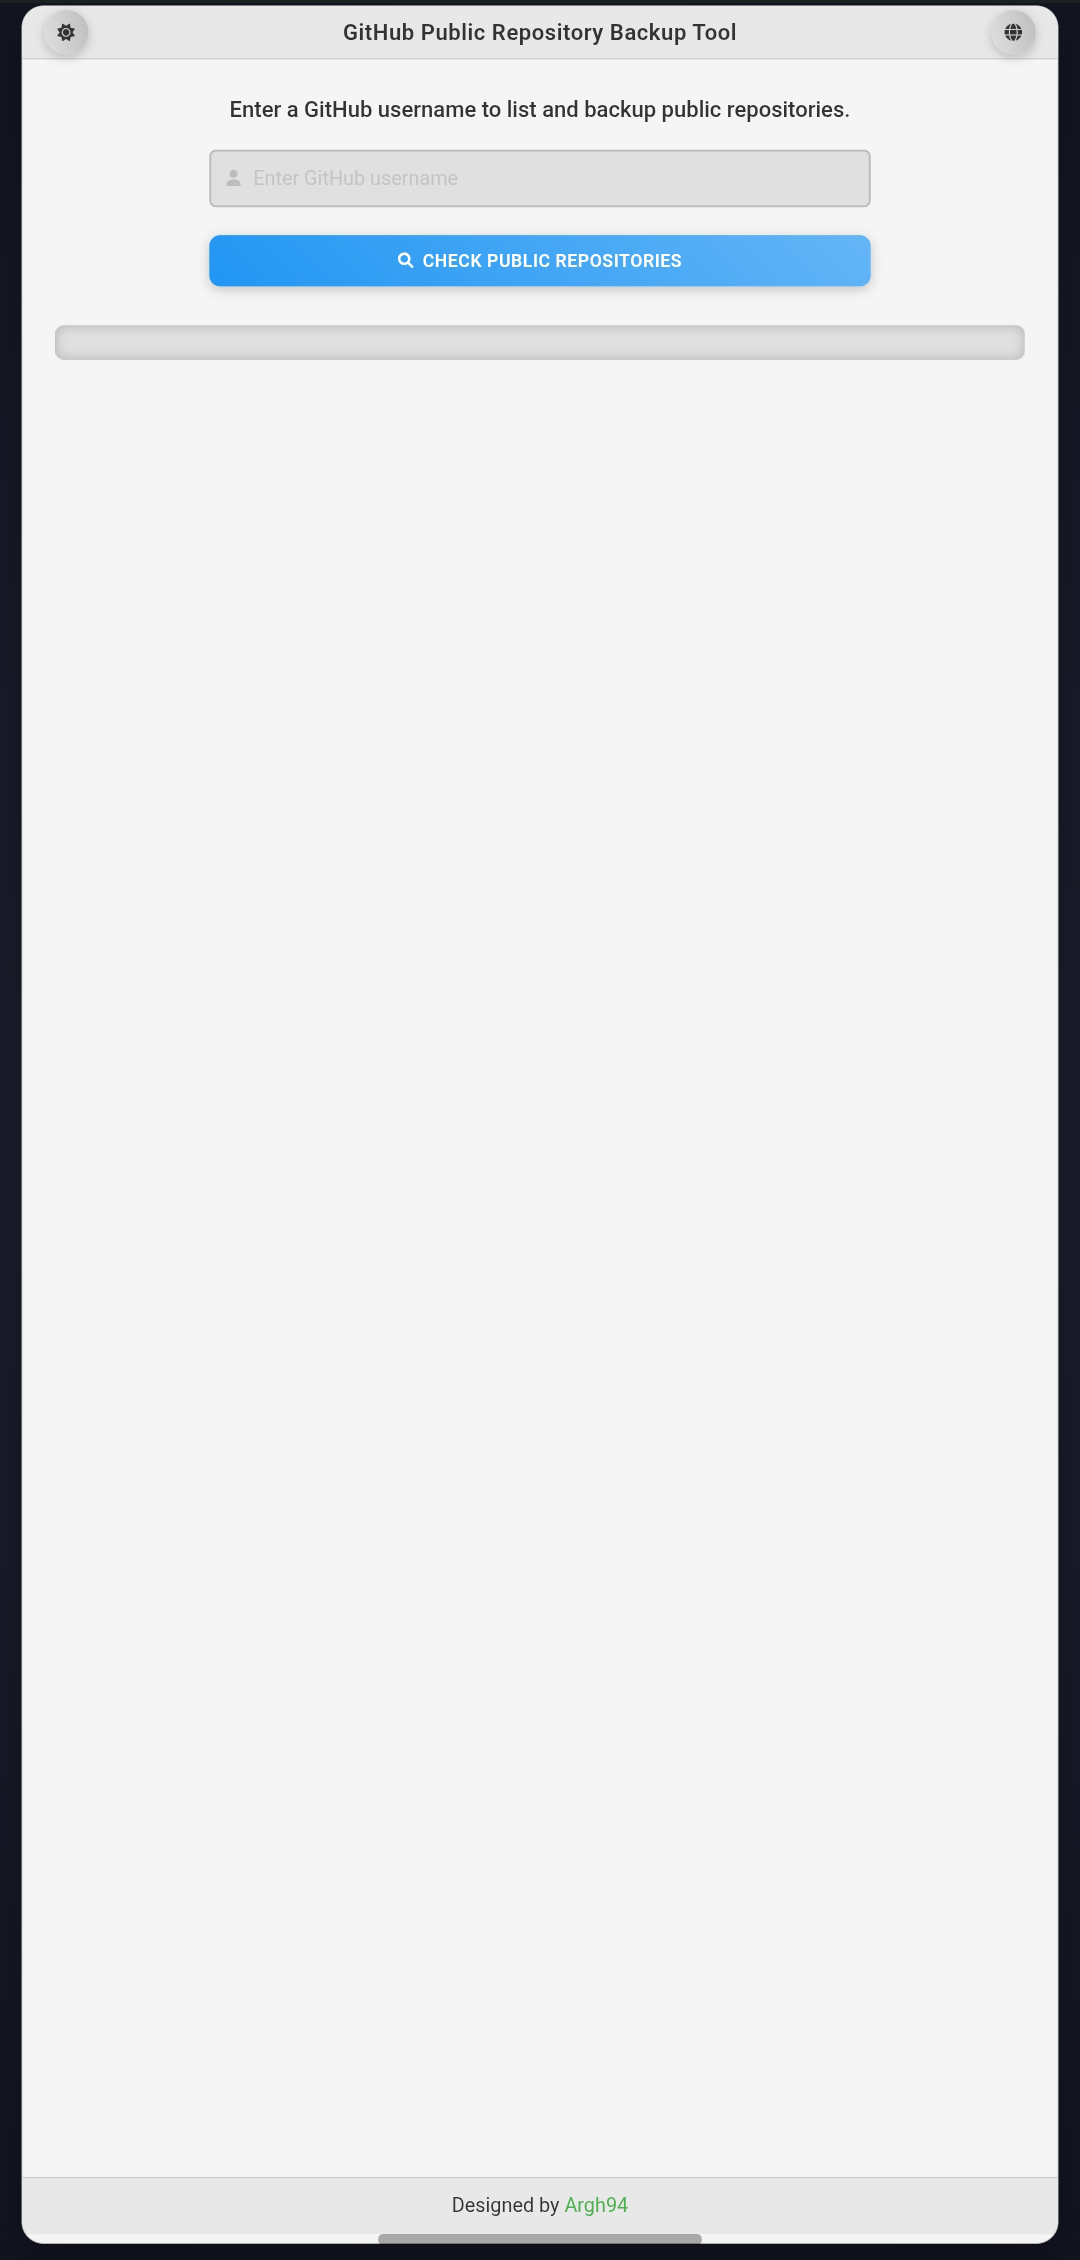 GitHub Public Repository Backup Tool
Enter a GitHub username to list and backup public repositories.
Enter GitHub username
CHECK PUBLIC REPOSITORIES
Designed by Argh94